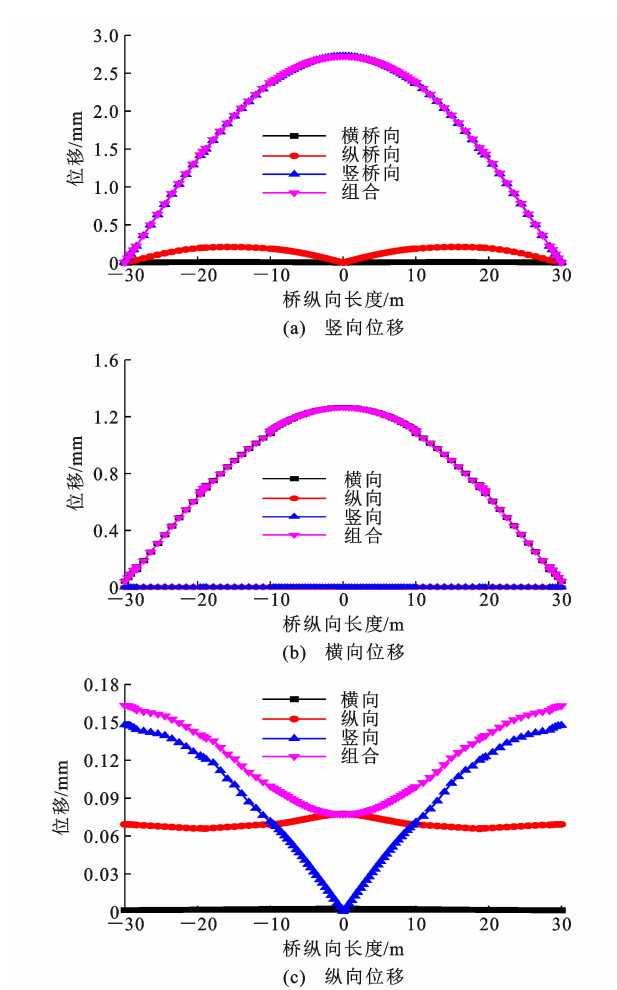 3.0
2.5
2.0
1.5
1.0
0.5
0
位移/mm
横桥向
纵桥向
竖桥向
组合
−30 −20 −10 0 10 20 30
桥纵向长度/m
(a) 竖向位移
1.6
1.2
0.8
0.4
0
位移/mm
横向
纵向
竖向
组合
−30 −20 −10 0 10 20 30
桥纵向长度/m
(b) 横向位移
0.18
0.15
0.12
0.09
0.06
0.03
0
位移/mm
横向
纵向
竖向
组合
−30 −20 −10 0 10 20 30
桥纵向长度/m
(c) 纵向位移